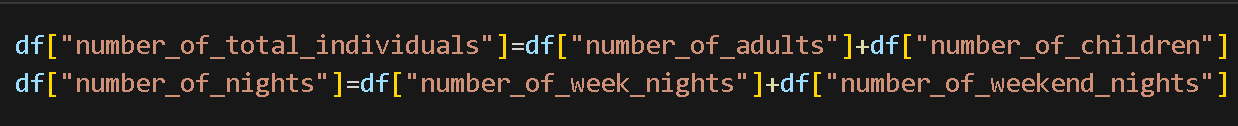 df["number_of_total_individuals"]=df["number_of_adults"]+df["number_of_children"]
df["number_of_nights"]=df["number_of_week_nights"]+df["number_of_weekend_nights"]